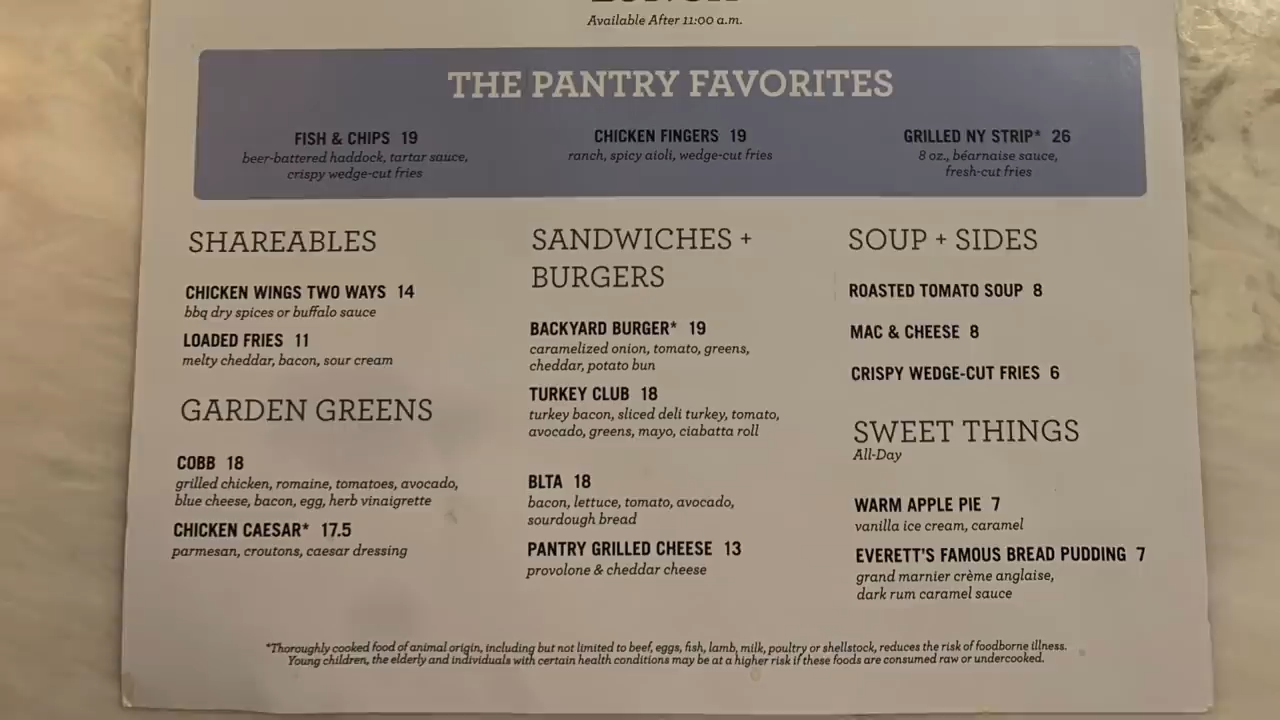 Available After 11:00 a.m.
THE PANTRY FAVORITES
FISH & CHIPS 19
beer-battered haddock, tartar sauce,
crispy wedge-cut fries
CHICKEN FINGERS 19
ranch, spicy aioli, wedge-cut fries
GRILLED NY STRIP* 26
8 oz., béarnaise sauce,
fresh-cut fries
SHAREABLES
CHICKEN WINGS TWO WAYS 14
bbq dry spices or buffalo sauce
LOADED FRIES 11
melty cheddar, bacon, sour cream
GARDEN GREENS
COBB 18
grilled chicken, romaine, tomatoes, avocado,
blue cheese, bacon, egg, herb vinaigrette
CHICKEN CAESAR* 17.5
parmesan, croutons, caesar dressing
SANDWICHES +
BURGERS
BACKYARD BURGER* 19
caramelized onion, tomato, greens,
cheddar, potato bun
TURKEY CLUB 18
turkey bacon, sliced deli turkey, tomato,
avocado, greens, mayo, ciabatta roll
BLTA 18
bacon, lettuce, tomato, avocado,
sourdough bread
PANTRY GRILLED CHEESE 13
provolone & cheddar cheese
SOUP + SIDES
ROASTED TOMATO SOUP 8
MAC & CHEESE 8
CRISPY WEDGE-CUT FRIES 6
SWEET THINGS
All-Day
WARM APPLE PIE 7
vanilla ice cream, caramel
EVERETT'S FAMOUS BREAD PUDDING 7
grand marnier crème anglaise,
dark rum caramel sauce
*Thoroughly cooked food of animal origin, including but not limited to beef, eggs, fish, lamb, milk, poultry or shellstock, reduces the risk of foodborne illness.
Young children, the elderly and individuals with certain health conditions may be at a higher risk if these foods are consumed raw or undercooked.